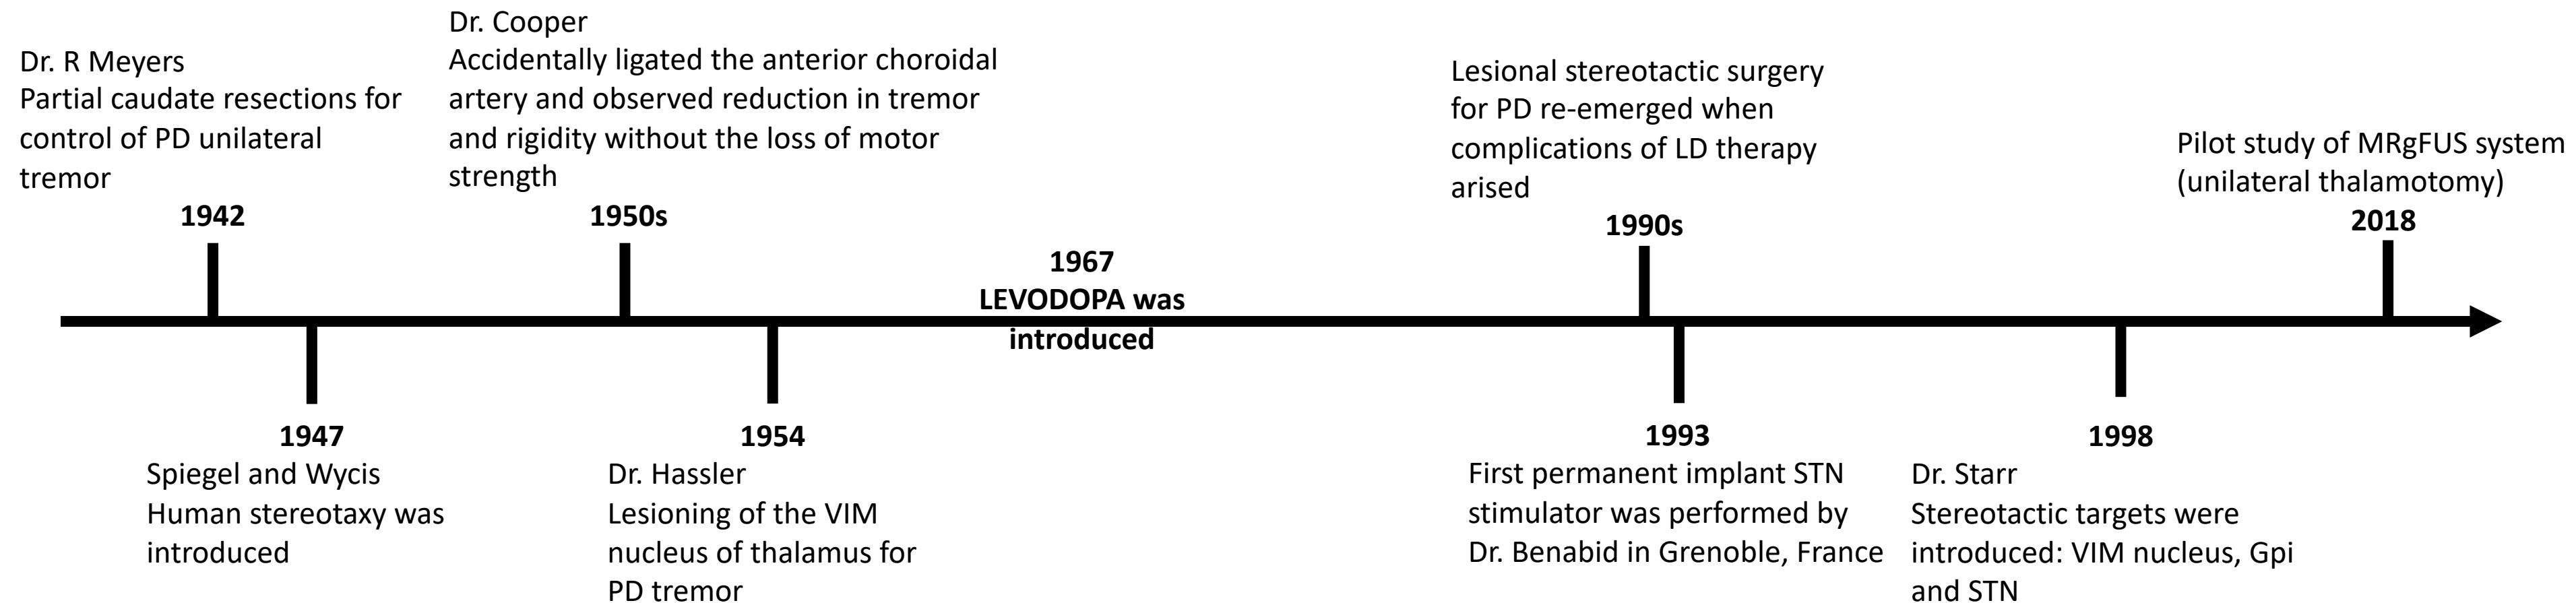 Dr. R Meyers
Partial caudate resections for
control of PD unilateral
tremor
1942
Dr. Cooper
Accidentally ligated the anterior choroidal
artery and observed reduction in tremor
and rigidity without the loss of motor
strength
1950s
1967
LEVODOPA was
introduced
Lesional stereotactic surgery
for PD re-emerged when
complications of LD therapy
arised
1990s
Pilot study of MRgFUS system
(unilateral thalamotomy)
2018
1947
Spiegel and Wycis
Human stereotaxy was
introduced
1954
Dr. Hassler
Lesioning of the VIM
nucleus of thalamus for
PD tremor
1993
First permanent implant STN
stimulator was performed by
Dr. Benabid in Grenoble, France
1998
Dr. Starr
Stereotactic targets were
introduced: VIM nucleus, Gpi
and STN